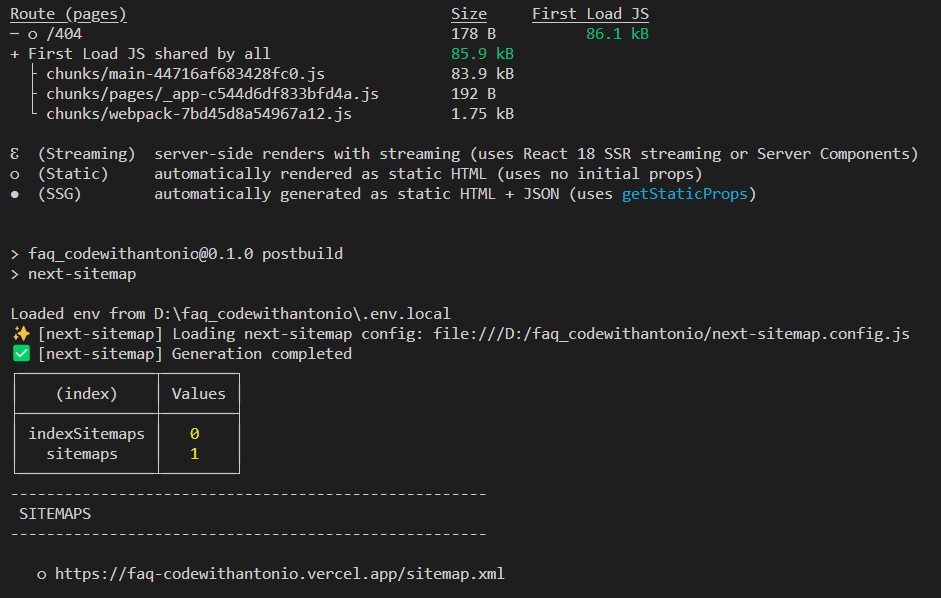 Route (pages) Size First Load JS
─ ○ /404 178 B 86.1 kB
+ First Load JS shared by all 85.9 kB
├ chunks/main-44716af683428fc0.js 83.9 kB
├ chunks/pages/_app-c544d6df833bfd4a.js 192 B
└ chunks/webpack-7bd45d8a54967a12.js 1.75 kB
ℇ (Streaming) server-side renders with streaming (uses React 18 SSR streaming or Server Components)
○ (Static) automatically rendered as static HTML (uses no initial props)
● (SSG) automatically generated as static HTML + JSON (uses getStaticProps)
> faq_codewithantonio@0.1.0 postbuild
> next-sitemap
Loaded env from D:\faq_codewithantonio\.env.local
✨ [next-sitemap] Loading next-sitemap config: file:///D:/faq_codewithantonio/next-sitemap.config.js
✅ [next-sitemap] Generation completed
(index) Values
indexSitemaps 0
sitemaps 1
-----------------------------------------------------
SITEMAPS
-----------------------------------------------------
○ https://faq-codewithantonio.vercel.app/sitemap.xml